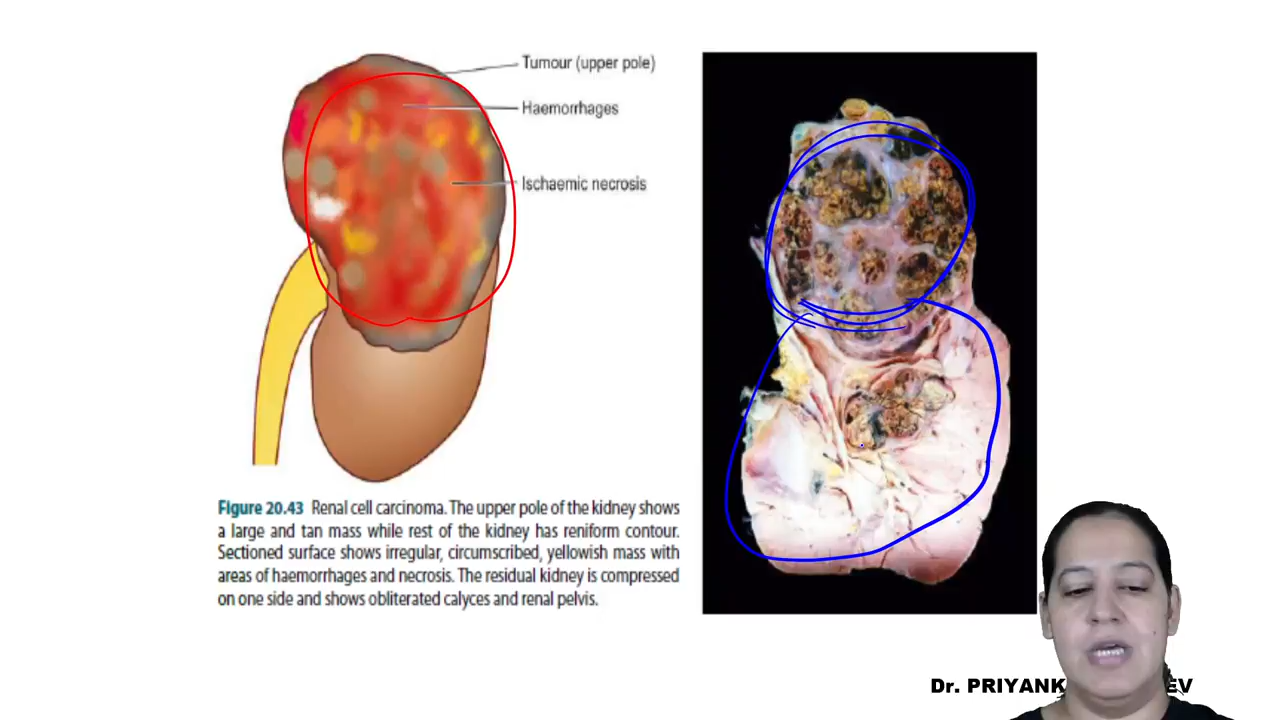 Tumour (upper pole)
Haemorrhages
Ischaemic necrosis
Figure 20.43 Renal cell carcinoma. The upper pole of the kidney shows
a large and tan mass while rest of the kidney has reniform contour.
Sectioned surface shows irregular, circumscribed, yellowish mass with
areas of haemorrhages and necrosis. The residual kidney is compressed
on one side and shows obliterated calyces and renal pelvis.
Dr.